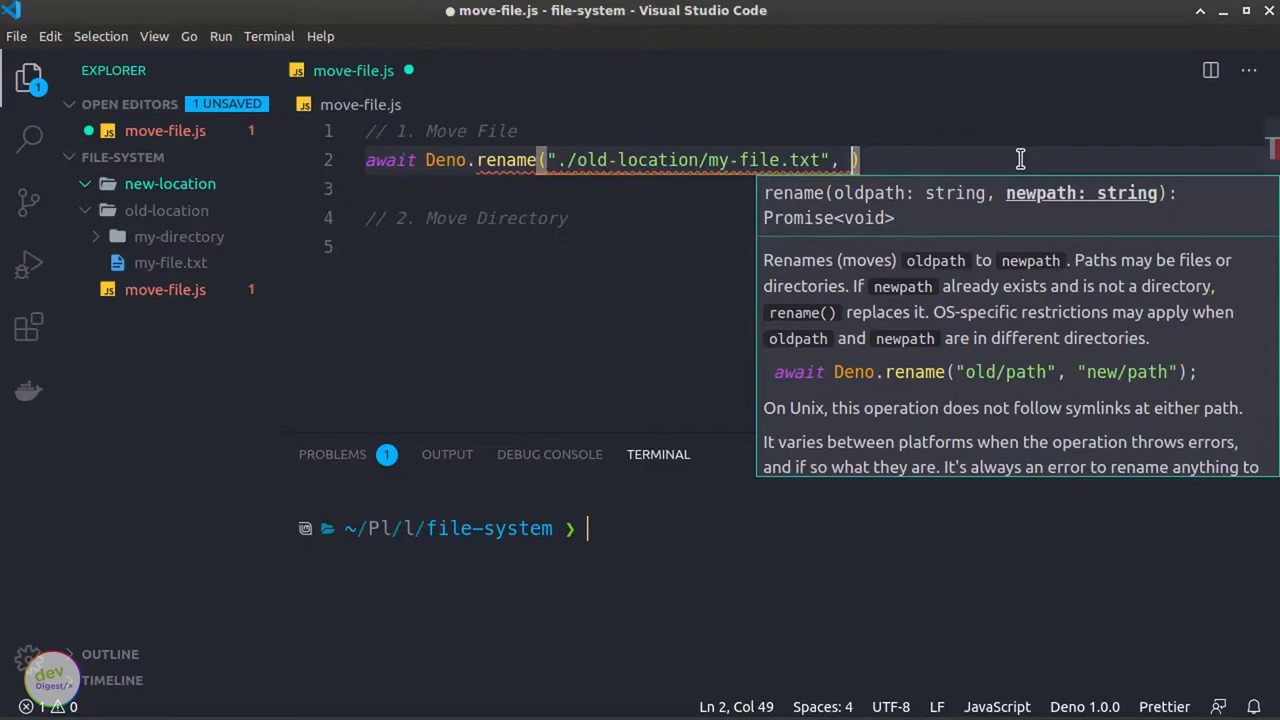 ● move-file.js - file-system - Visual Studio Code
File Edit Selection View Go Run Terminal Help
EXPLORER
OPEN EDITORS 1 UNSAVED
● JS move-file.js 1
FILE-SYSTEM
new-location
old-location
my-directory
my-file.txt
JS move-file.js 1
OUTLINE
TIMELINE
1
JS move-file.js ●
JS move-file.js
1 // 1. Move File
2 await Deno.rename("./old-location/my-file.txt", )
3
4 // 2. Move Directory
5
rename(oldpath: string, newpath: string):
Promise<void>
Renames (moves) oldpath to newpath. Paths may be files or
directories. If newpath already exists and is not a directory,
rename() replaces it. OS-specific restrictions may apply when
oldpath and newpath are in different directories.
await Deno.rename("old/path", "new/path");
On Unix, this operation does not follow symlinks at either path.
It varies between platforms when the operation throws errors,
and if so what they are. It's always an error to rename anything to
PROBLEMS 1 OUTPUT DEBUG CONSOLE TERMINAL
~/Pl/l/file-system ❯
dev
Digest/>
1 0 Ln 2, Col 49 Spaces: 4 UTF-8 LF JavaScript Deno 1.0.0 Prettier